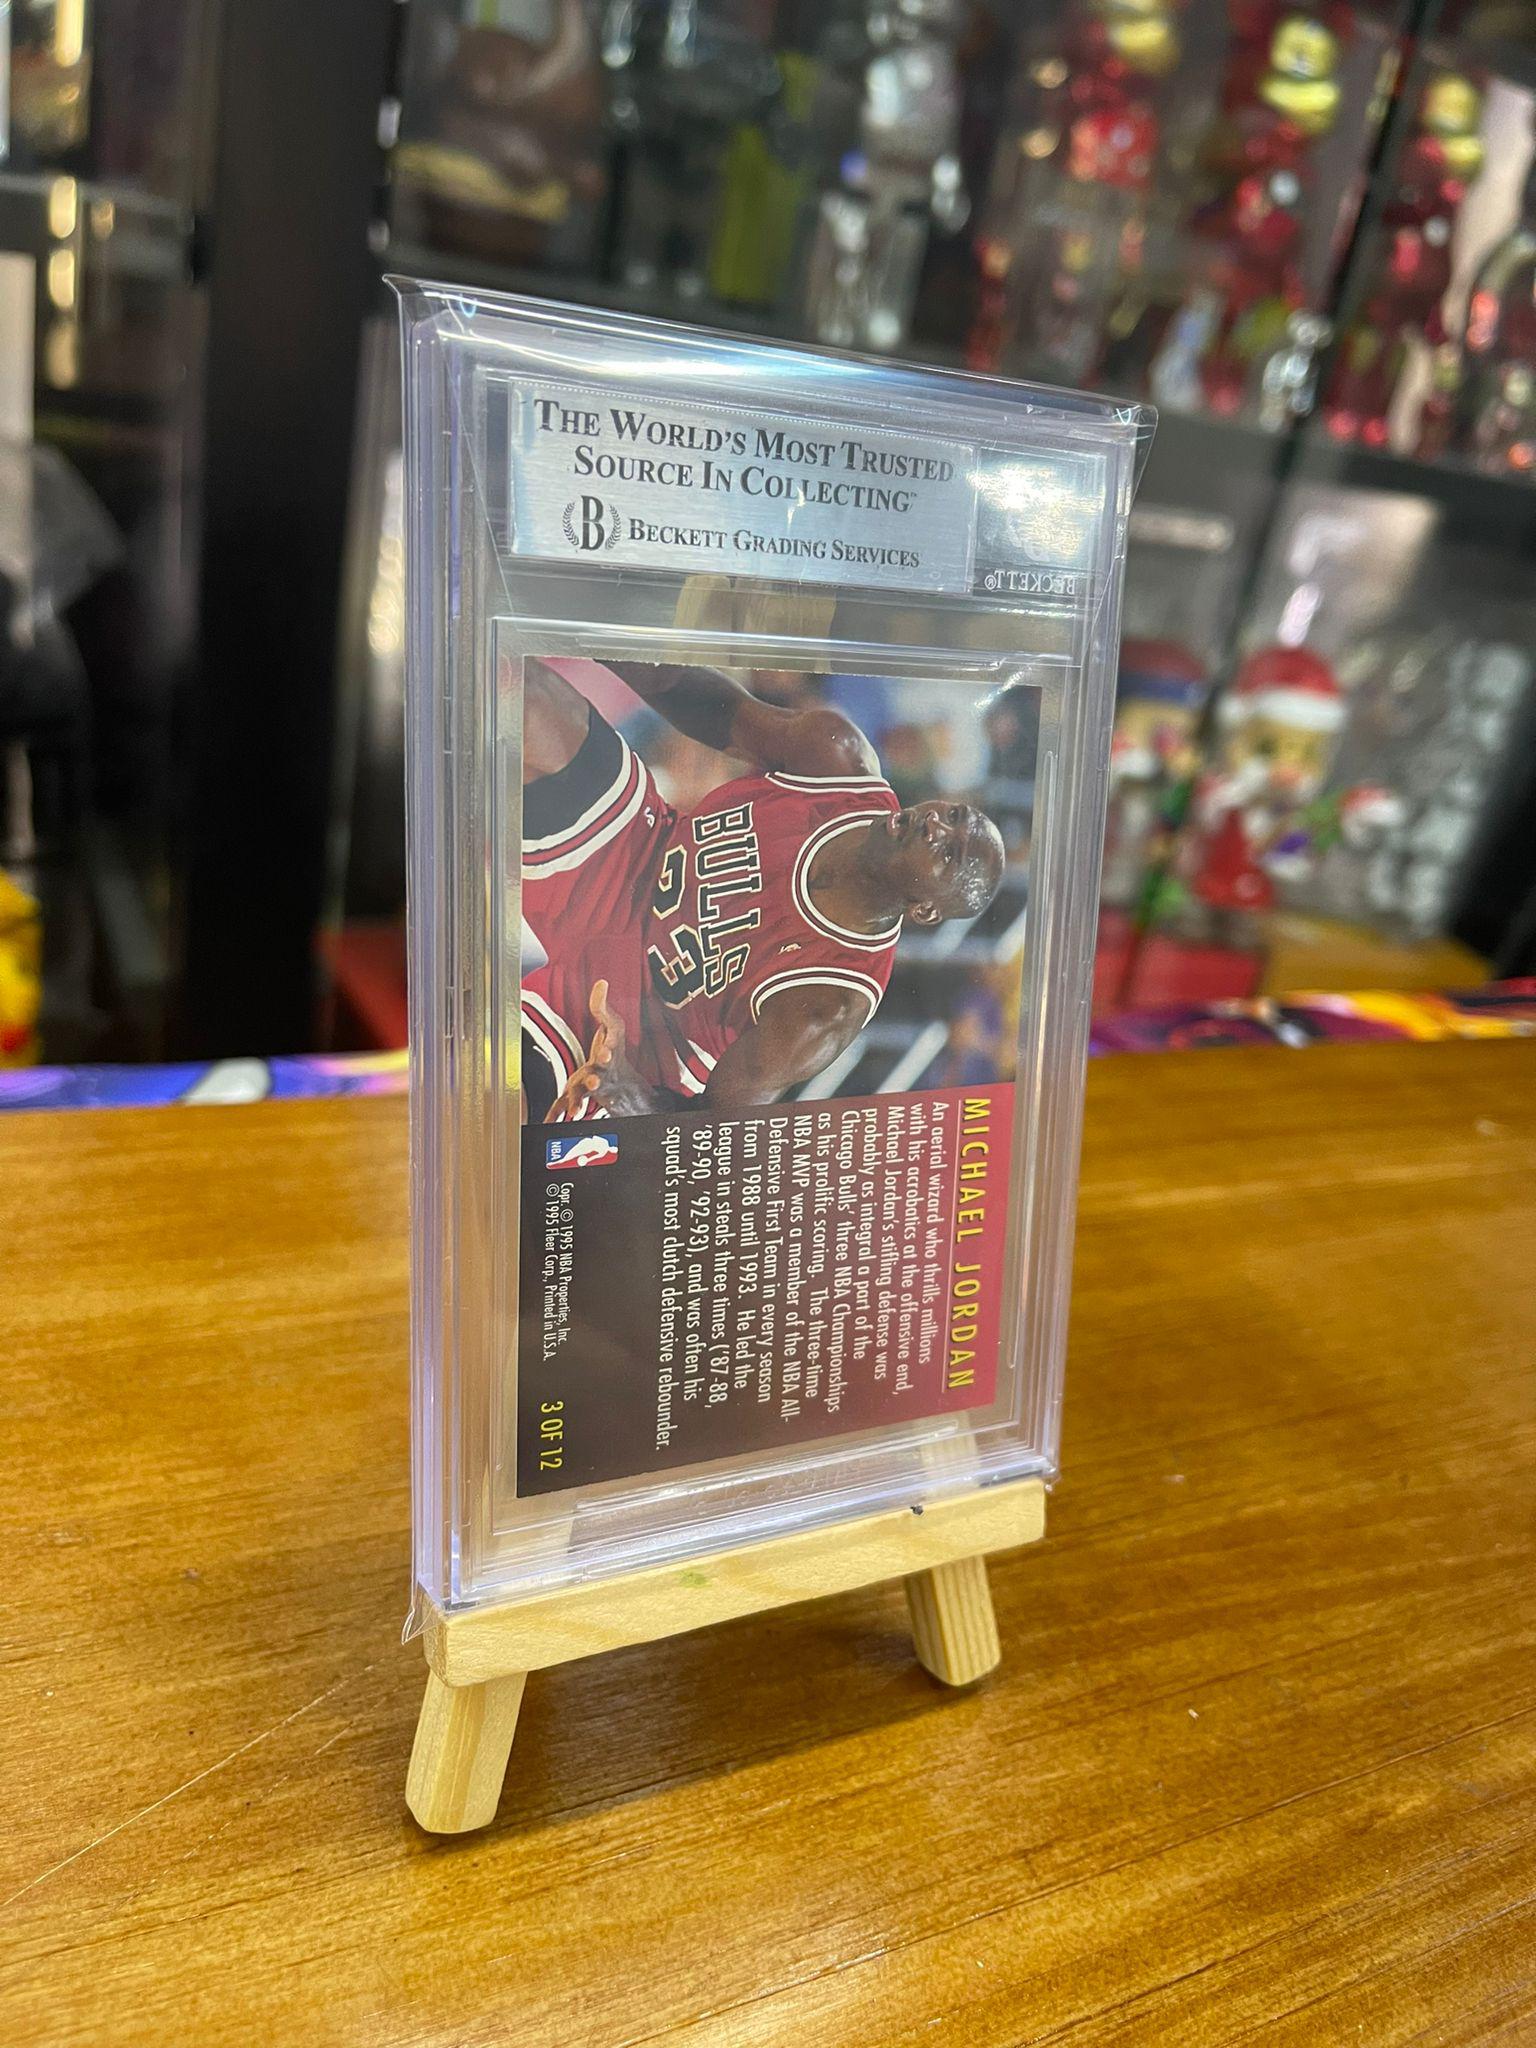 THE WORLD'S MOST TRUSTED
SOURCE IN COLLECTING™
B BECKETT GRADING SERVICES
BECKETT®
BULLS
23
MICHAEL JORDAN
An aerial wizard who thrills millions
with his acrobatics at the offensive end,
Michael Jordan's stifling defense was
probably as integral a part of the
Chicago Bulls' three NBA Championships
as his prolific scoring. The three-time
NBA MVP was a member of the NBA All-
Defensive First Team in every season
from 1988 until 1993. He led the
league in steals three times ('87-88,
'89-90, '92-93), and was often his
squad's most clutch defensive rebounder.
NBA
Copr. © 1995 NBA Properties, Inc.
© 1995 Fleer Corp., Printed in U.S.A.
3 OF 12